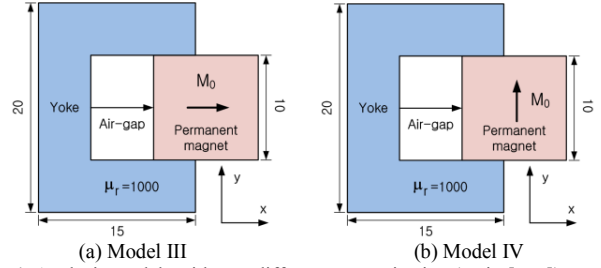 20
Yoke
Air-gap
M0
Permanent
magnet
10
μr =1000
y
x
15
(a) Model III
20
Yoke
Air-gap
M0
Permanent
magnet
10
μr =1000
y
x
15
(b) Model IV